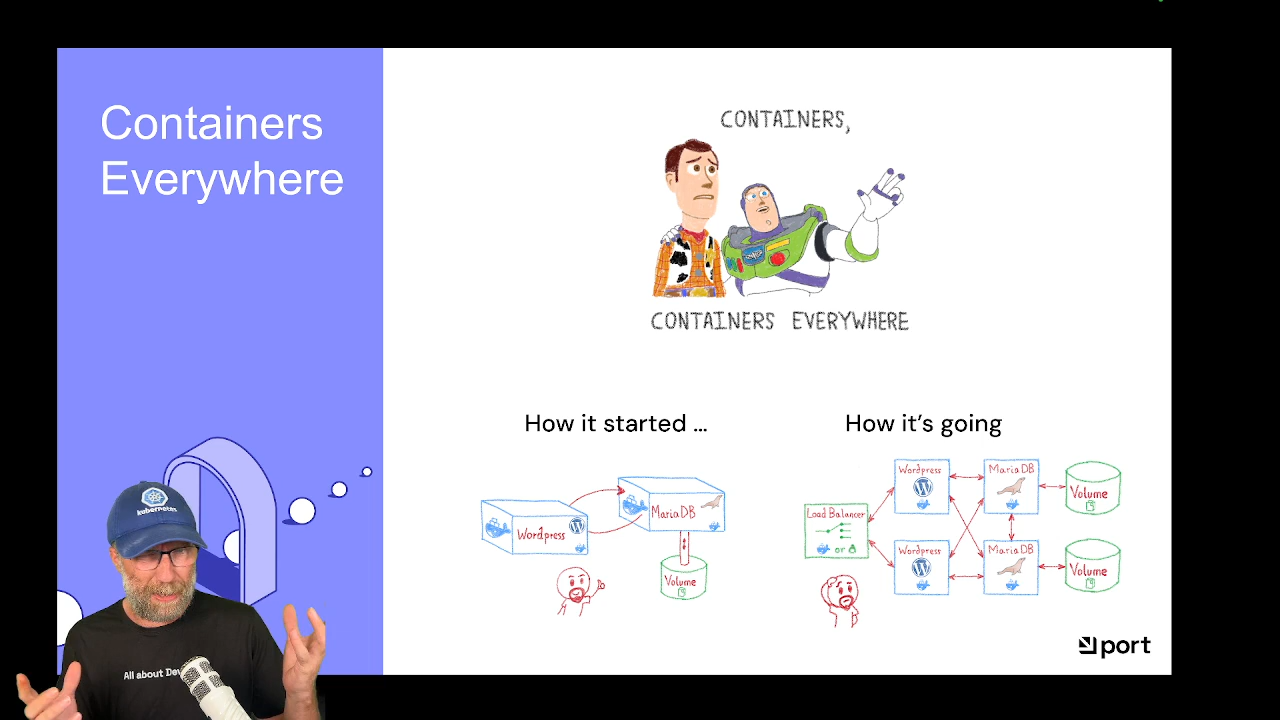 Containers
Everywhere
CONTAINERS,
CONTAINERS EVERYWHERE
How it started ...
Wordpress
MariaDB
Volume
How it's going
Load Balancer
or
Wordpress
MariaDB
Volume
Wordpress
MariaDB
Volume
port
kubernetes
All about Dev